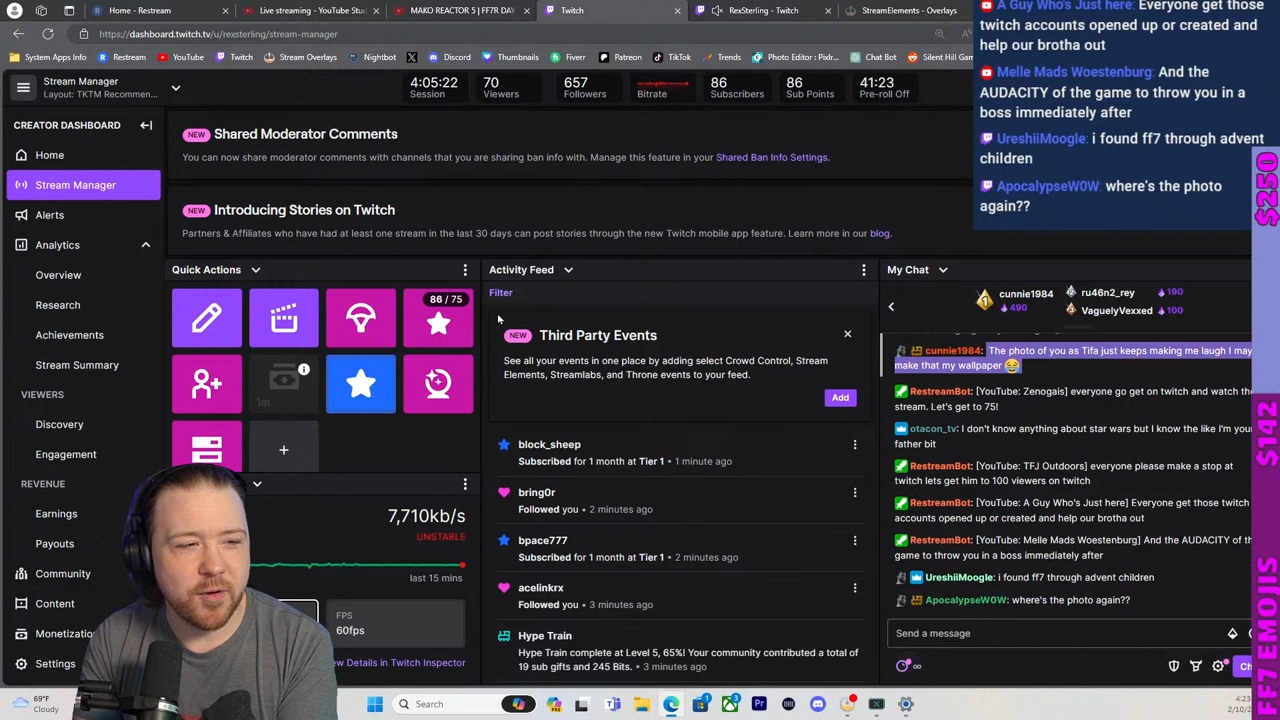 Home - Restream
Live streaming - YouTube Stu
MAKO REACTOR 5 | FF7R DAY
Twitch
RexSterling - Twitch
StreamElements - Overlays
https://dashboard.twitch.tv/u/rexsterling/stream-manager
System Apps Info
Restream
YouTube
Twitch
Stream Overlays
Nightbot
X
Discord
Thumbnails
Fiverr
Patreon
TikTok
Trends
Photo Editor : Pixlr...
Chat Bot
Silent Hill Gam
A Guy Who's Just here: Everyone get those
twitch accounts opened up or created and
help our brotha out
Melle Mads Woestenburg: And the
AUDACITY of the game to throw you in a
boss immediately after
UreshiiMoogle: i found ff7 through advent
children
ApocalypseW0W: where's the photo
again??
$250
$142
FF7 EMOJIS
Stream Manager
Layout: TKTM Recommen...
4:05:22
Session
70
Viewers
657
Followers
Bitrate
86
Subscribers
86
Sub Points
41:23
Pre-roll Off
CREATOR DASHBOARD
Home
Stream Manager
Alerts
Analytics
Overview
Research
Achievements
Stream Summary
VIEWERS
Discovery
Engagement
REVENUE
Earnings
Payouts
Community
Content
Monetizatio
Settings
NEW Shared Moderator Comments
You can now share moderator comments with channels that you are sharing ban info with. Manage this feature in your Shared Ban Info Settings.
NEW Introducing Stories on Twitch
Partners & Affiliates who have had at least one stream in the last 30 days can post stories through the new Twitch mobile app feature. Learn more in our blog.
Quick Actions
86 / 75
1m
7,710kb/s
UNSTABLE
last 15 mins
FPS
60fps
ew Details in Twitch Inspector
Activity Feed
Filter
NEW Third Party Events
See all your events in one place by adding select Crowd Control, Stream
Elements, Streamlabs, and Throne events to your feed.
Add
block_sheep
Subscribed for 1 month at Tier 1 • 1 minute ago
bring0r
Followed you • 2 minutes ago
bpace777
Subscribed for 1 month at Tier 1 • 2 minutes ago
acelinkrx
Followed you • 3 minutes ago
Hype Train
Hype Train complete at Level 5, 65%! Your community contributed a total of
19 sub gifts and 245 Bits. • 3 minutes ago
My Chat
1
cunnie1984
490
ru46n2_rey 190
VaguelyVexxed 100
cunnie1984: The photo of you as Tifa just keeps making me laugh I may
make that my wallpaper 😂
RestreamBot: [YouTube: Zenogais] everyone go get on twitch and watch the
stream. Let's get to 75!
otacon_tv: I don't know anything about star wars but I know the like I'm your
father bit
RestreamBot: [YouTube: TFJ Outdoors] everyone please make a stop at
twitch lets get him to 100 viewers on twitch
RestreamBot: [YouTube: A Guy Who's Just here] Everyone get those twitch
accounts opened up or created and help our brotha out
RestreamBot: [YouTube: Melle Mads Woestenburg] And the AUDACITY of the
game to throw you in a boss immediately after
UreshiiMoogle: i found ff7 through advent children
ApocalypseW0W: where's the photo again??
Send a message
∞
Ch
69°F
Cloudy
Search
4:23
2/10/20